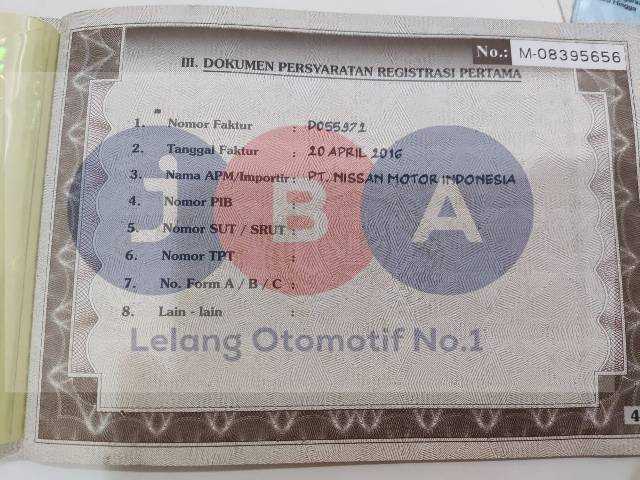 No.: M-08395656
III. DOKUMEN PERSYARATAN REGISTRASI PERTAMA
1. Nomor Faktur : D055972
2. Tanggal Faktur : 20 APRIL 2016
3. Nama APM/Importir : PT. NISSAN MOTOR INDONESIA
4. Nomor PIB :
5. Nomor SUT / SRUT :
6. Nomor TPT :
7. No. Form A / B / C :
8. Lain - lain :
jBA
Lelang Otomotif No.1
4